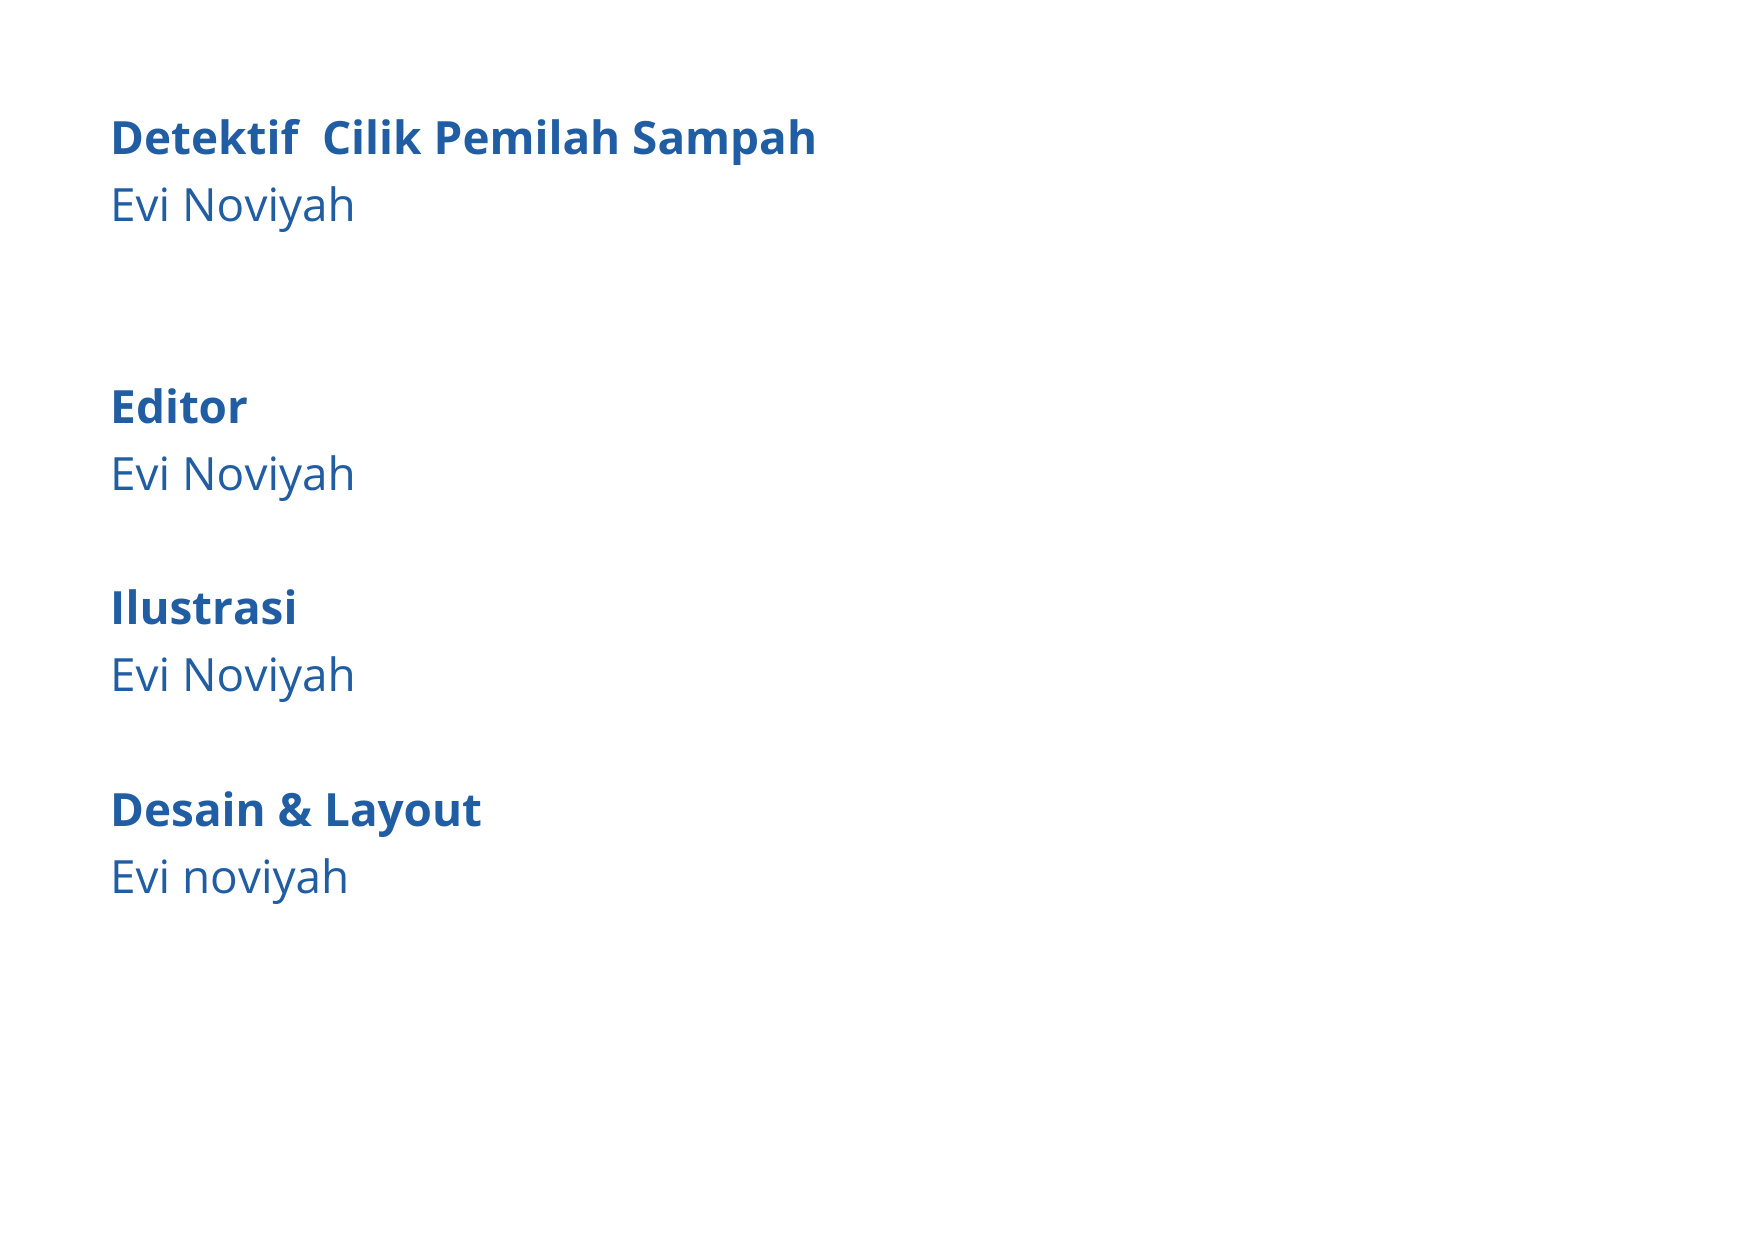 Detektif  Cilik Pemilah Sampah
Evi Noviyah
Editor
Evi Noviyah
Ilustrasi
Evi Noviyah
Desain & Layout
Evi noviyah